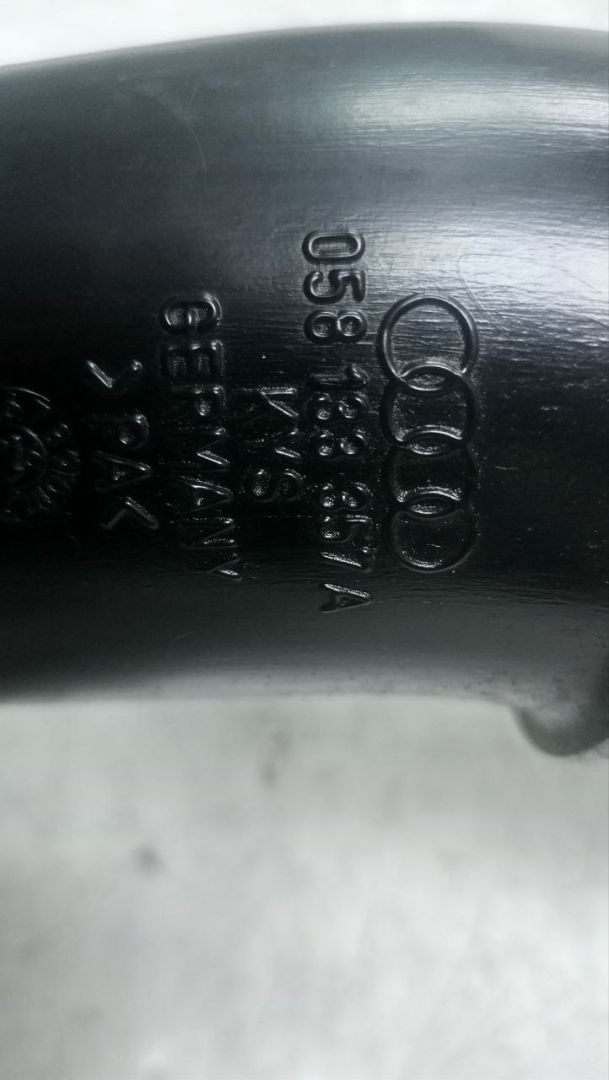 058 133 357 A
KVS
GERMANY
>PA<